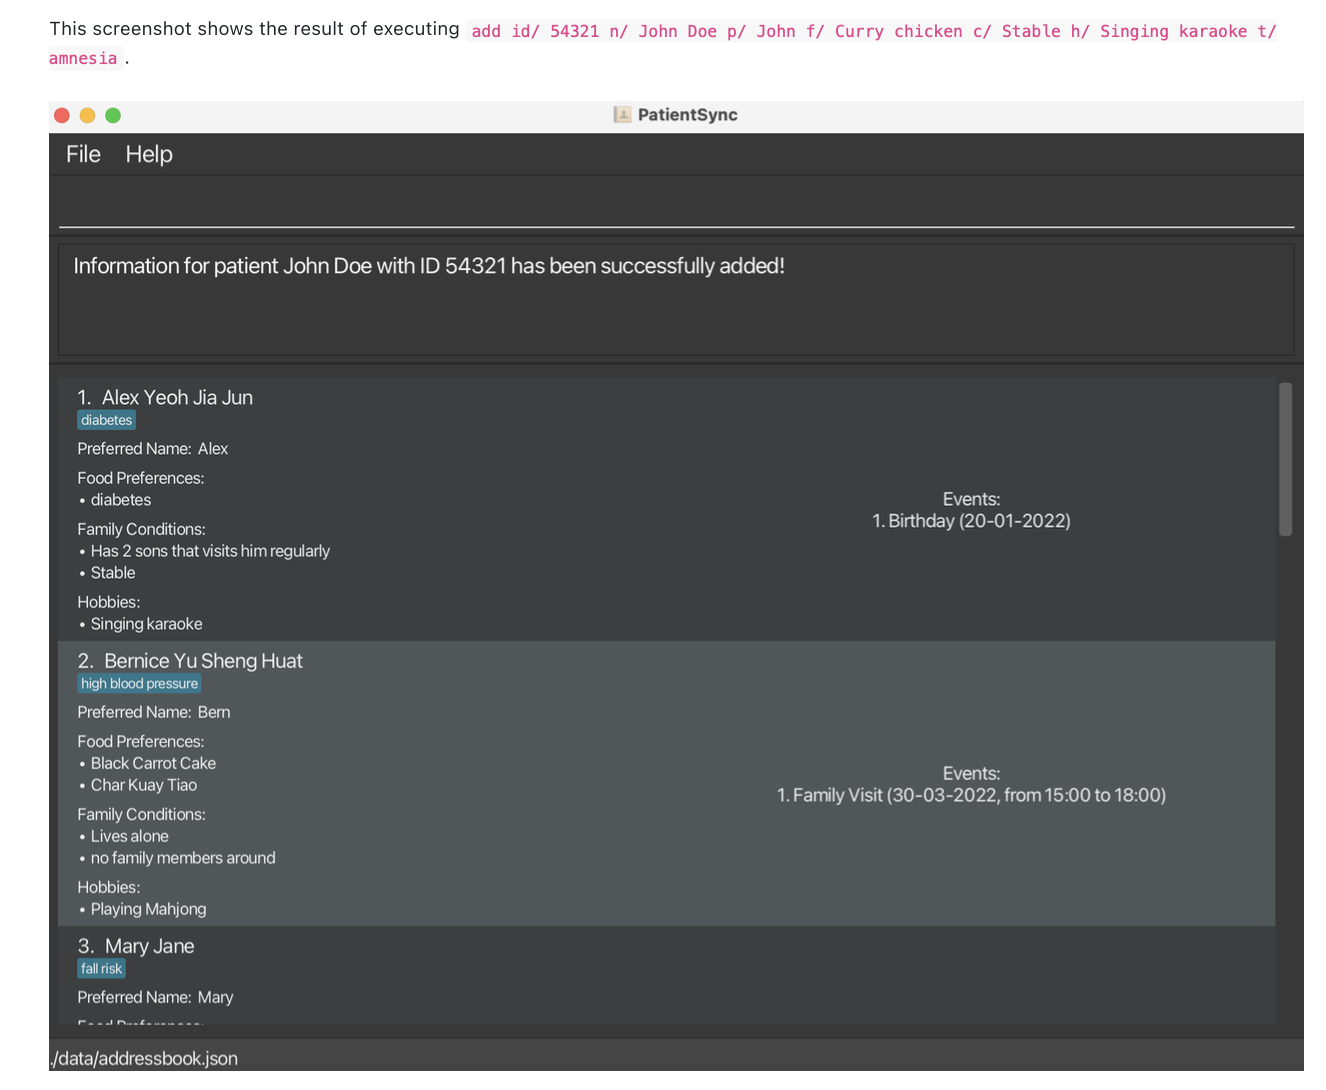 This screenshot shows the result of executing add id/ 54321 n/ John Doe p/ John f/ Curry chicken c/ Stable h/ Singing karaoke t/
amnesia .
PatientSync
File Help
Information for patient John Doe with ID 54321 has been successfully added!
1. Alex Yeoh Jia Jun
diabetes
Preferred Name: Alex
Food Preferences:
• diabetes
Family Conditions:
• Has 2 sons that visits him regularly
• Stable
Hobbies:
• Singing karaoke
Events:
1. Birthday (20-01-2022)
2. Bernice Yu Sheng Huat
high blood pressure
Preferred Name: Bern
Food Preferences:
• Black Carrot Cake
• Char Kuay Tiao
Family Conditions:
• Lives alone
• no family members around
Hobbies:
• Playing Mahjong
Events:
1. Family Visit (30-03-2022, from 15:00 to 18:00)
3. Mary Jane
fall risk
Preferred Name: Mary
Food Preferences:
./data/addressbook.json